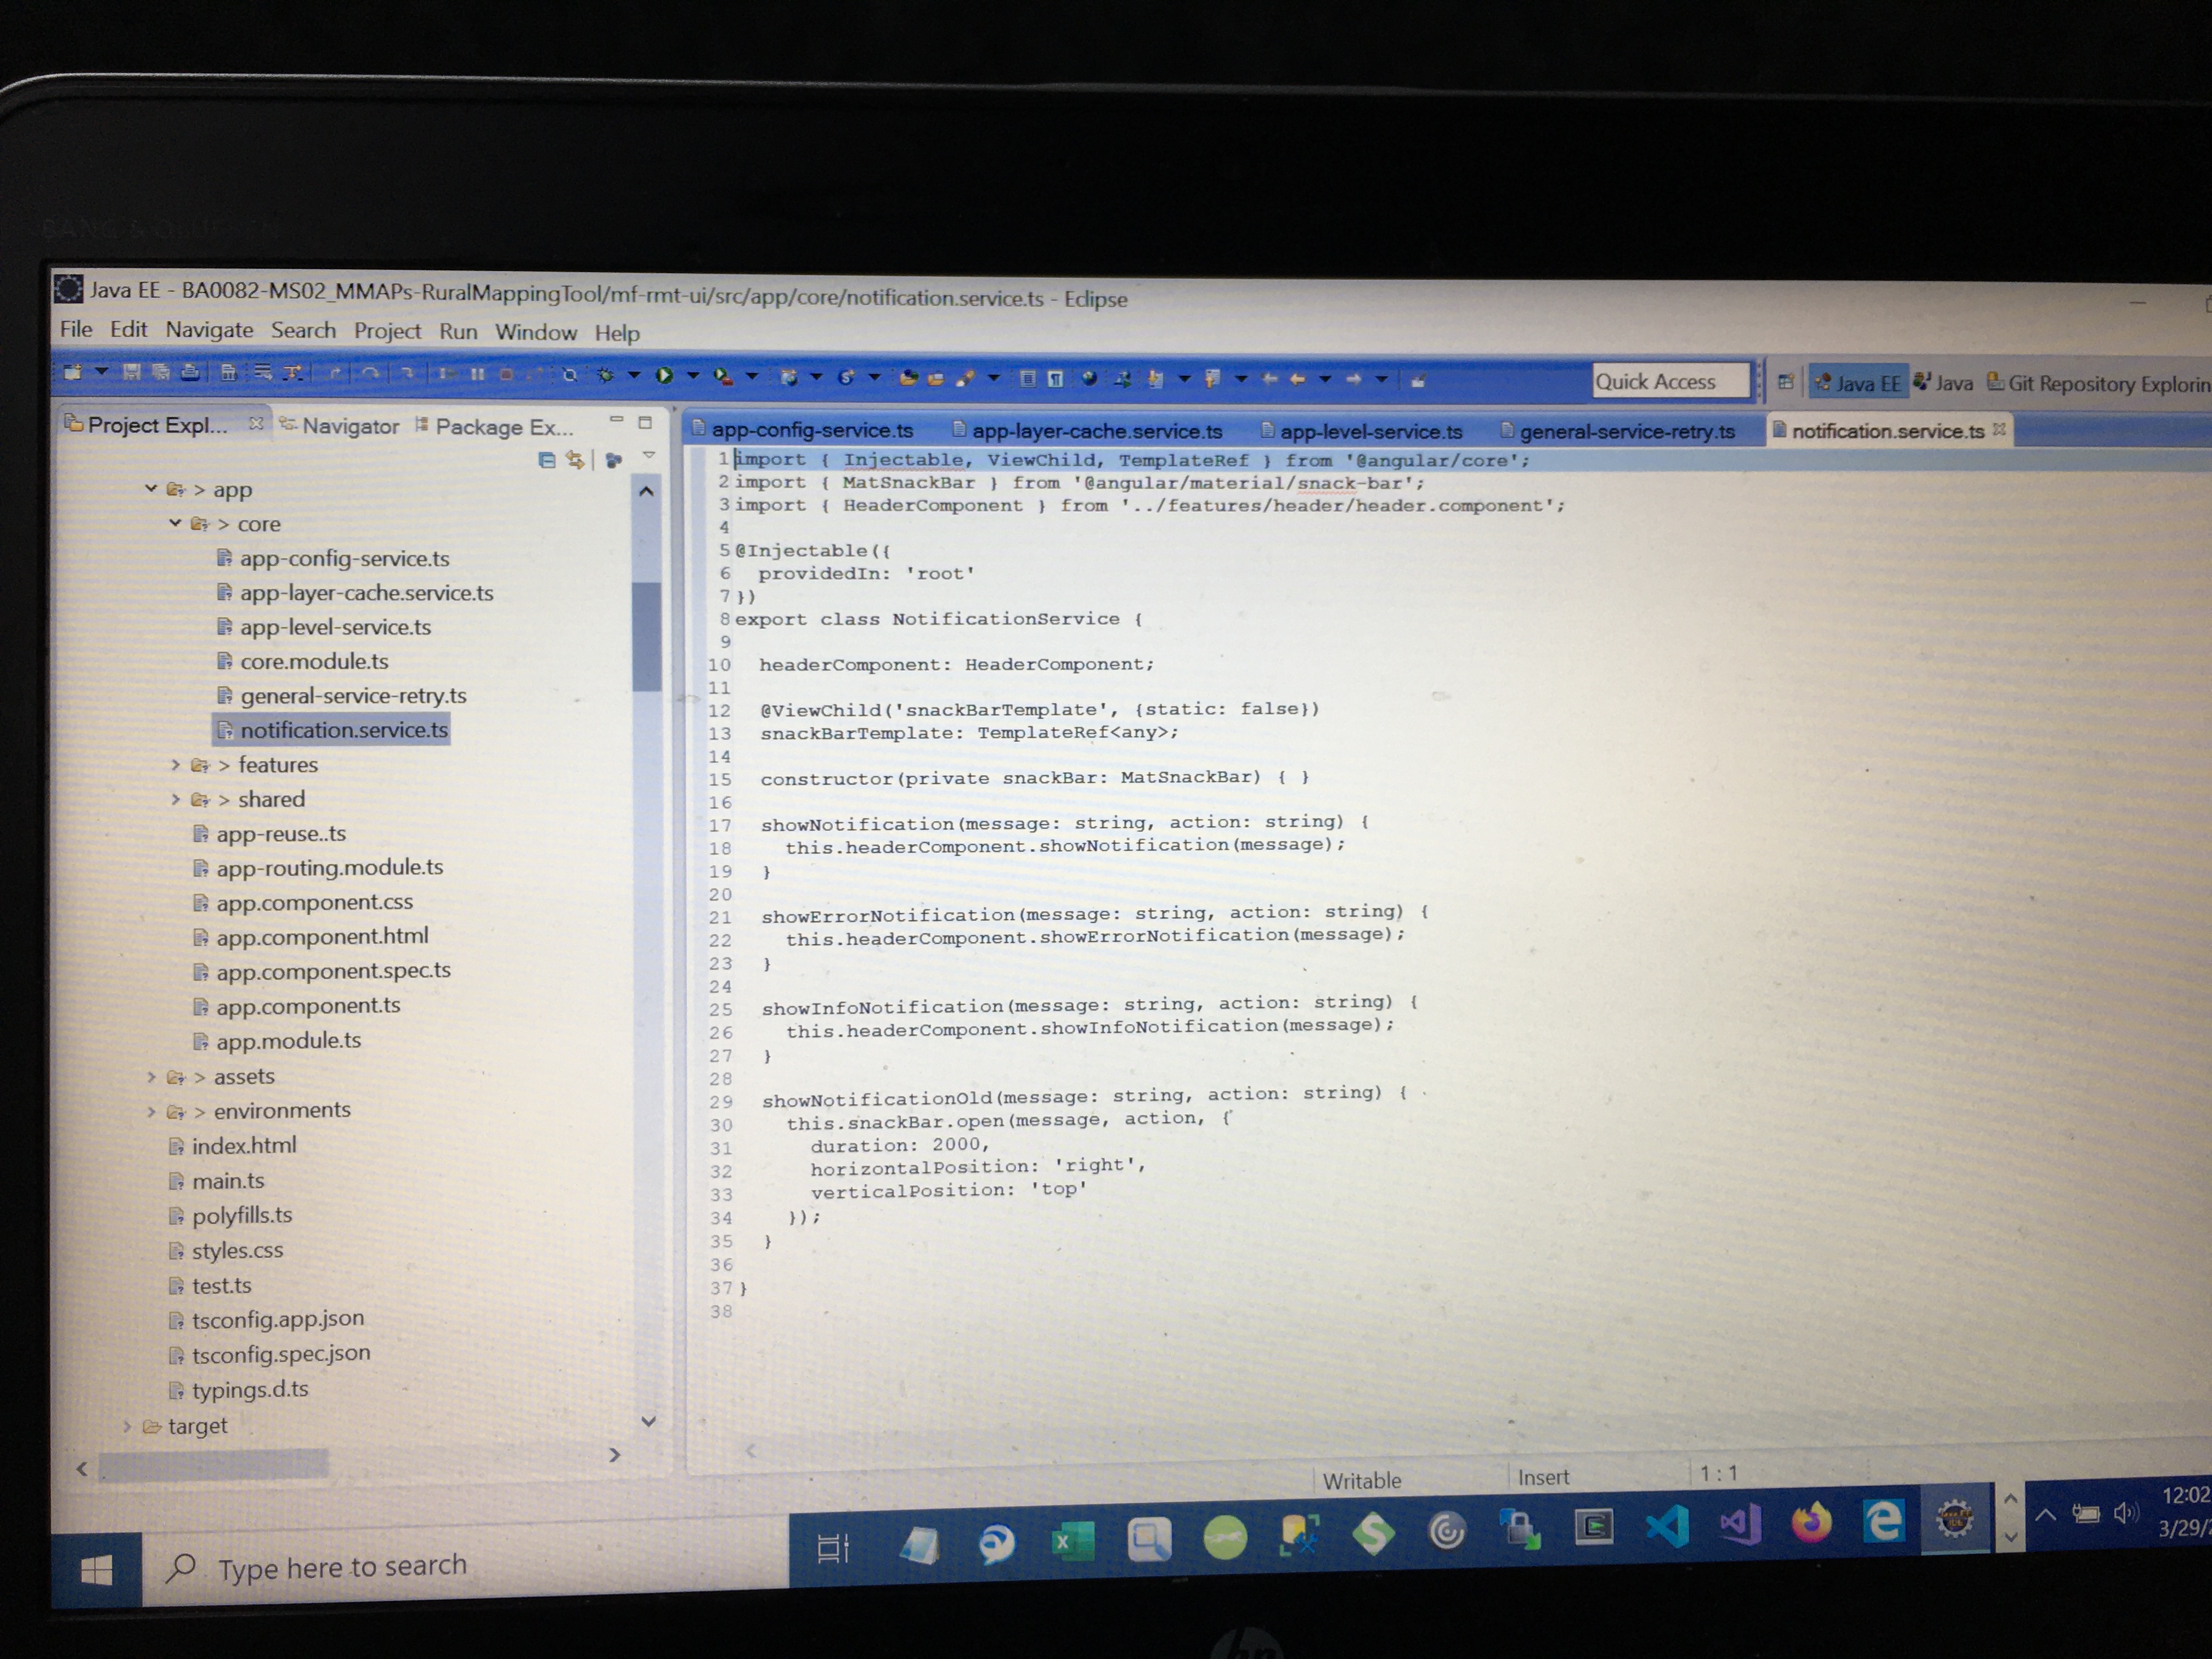 BANG & OLUFSEN
Java EE - BA0082-MS02_MMAPs-RuralMappingTool/mf-rmt-ui/src/app/core/notification.service.ts - Eclipse
File Edit Navigate Search Project Run Window Help
Quick Access
Java EE Java Git Repository Explorin
Project Expl... Navigator Package Ex...
app-config-service.ts app-layer-cache.service.ts app-level-service.ts general-service-retry.ts notification.service.ts
> app
> core
app-config-service.ts
app-layer-cache.service.ts
app-level-service.ts
core.module.ts
general-service-retry.ts
notification.service.ts
> features
> shared
app-reuse..ts
app-routing.module.ts
app.component.css
app.component.html
app.component.spec.ts
app.component.ts
app.module.ts
> assets
> environments
index.html
main.ts
polyfills.ts
styles.css
test.ts
tsconfig.app.json
tsconfig.spec.json
typings.d.ts
target
1 import { Injectable, ViewChild, TemplateRef } from '@angular/core';
2 import { MatSnackBar } from '@angular/material/snack-bar';
3 import { HeaderComponent } from '../features/header/header.component';
4
5 @Injectable({
6   providedIn: 'root'
7 })
8 export class NotificationService {
9
10   headerComponent: HeaderComponent;
11
12   @ViewChild('snackBarTemplate', {static: false})
13   snackBarTemplate: TemplateRef<any>;
14
15   constructor(private snackBar: MatSnackBar) { }
16
17   showNotification(message: string, action: string) {
18     this.headerComponent.showNotification(message);
19   }
20
21   showErrorNotification(message: string, action: string) {
22     this.headerComponent.showErrorNotification(message);
23   }
24
25   showInfoNotification(message: string, action: string) {
26     this.headerComponent.showInfoNotification(message);
27   }
28
29   showNotificationOld(message: string, action: string) {
30     this.snackBar.open(message, action, {
31       duration: 2000,
32       horizontalPosition: 'right',
33       verticalPosition: 'top'
34     });
35   }
36
37 }
38
Writable Insert 1 : 1
Type here to search
12:02
3/29/
hp